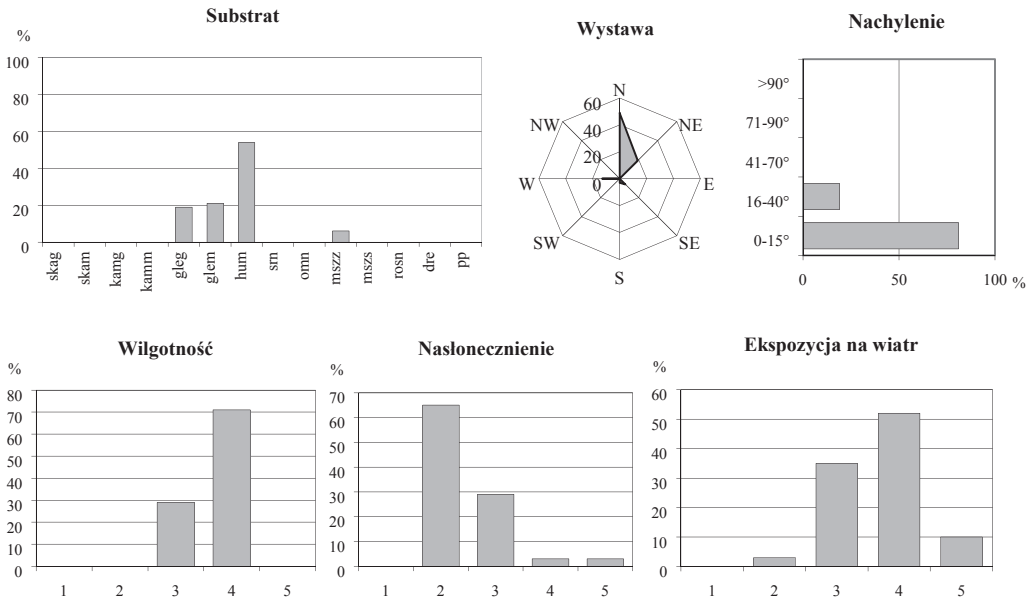 Substrat
%
100
80
60
40
20
0
skag
skam
kamg
kamm
gleg
glem
hum
srn
omn
mszz
mszs
rosn
dre
pp
Wystawa
N
NE
E
SE
S
SW
W
NW
60
40
20
0
Nachylenie
>90°
71-90°
41-70°
16-40°
0-15°
0 50 100 %
Wilgotność
%
80
70
60
50
40
30
20
10
0
1 2 3 4 5
Nasłonecznienie
%
70
60
50
40
30
20
10
0
1 2 3 4 5
Ekspozycja na wiatr
%
60
50
40
30
20
10
0
1 2 3 4 5